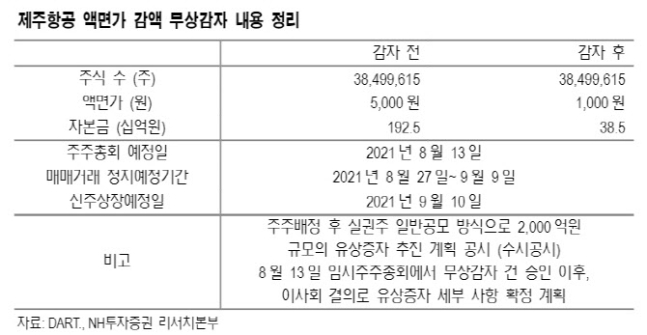 제주항공 액면가 감액 무상감자 내용 정리
감자 전 감자 후
주식 수 (주) 38,499,615 38,499,615
액면가 (원) 5,000 원 1,000 원
자본금 (십억원) 192.5 38.5
주주총회 예정일 2021 년 8 월 13 일
매매거래 정지예정기간 2021 년 8 월 27 일~ 9 월 9 일
신주상장예정일 2021 년 9 월 10 일
주주배정 후 실권주 일반공모 방식으로 2,000 억원
규모의 유상증자 추진 계획 공시 (수시공시)
비고
8 월 13 일 임시주주총회에서 무상감자 건 승인 이후,
이사회 결의로 유상증자 세부 사항 확정 계획
자료: DART., NH투자증권 리서치본부